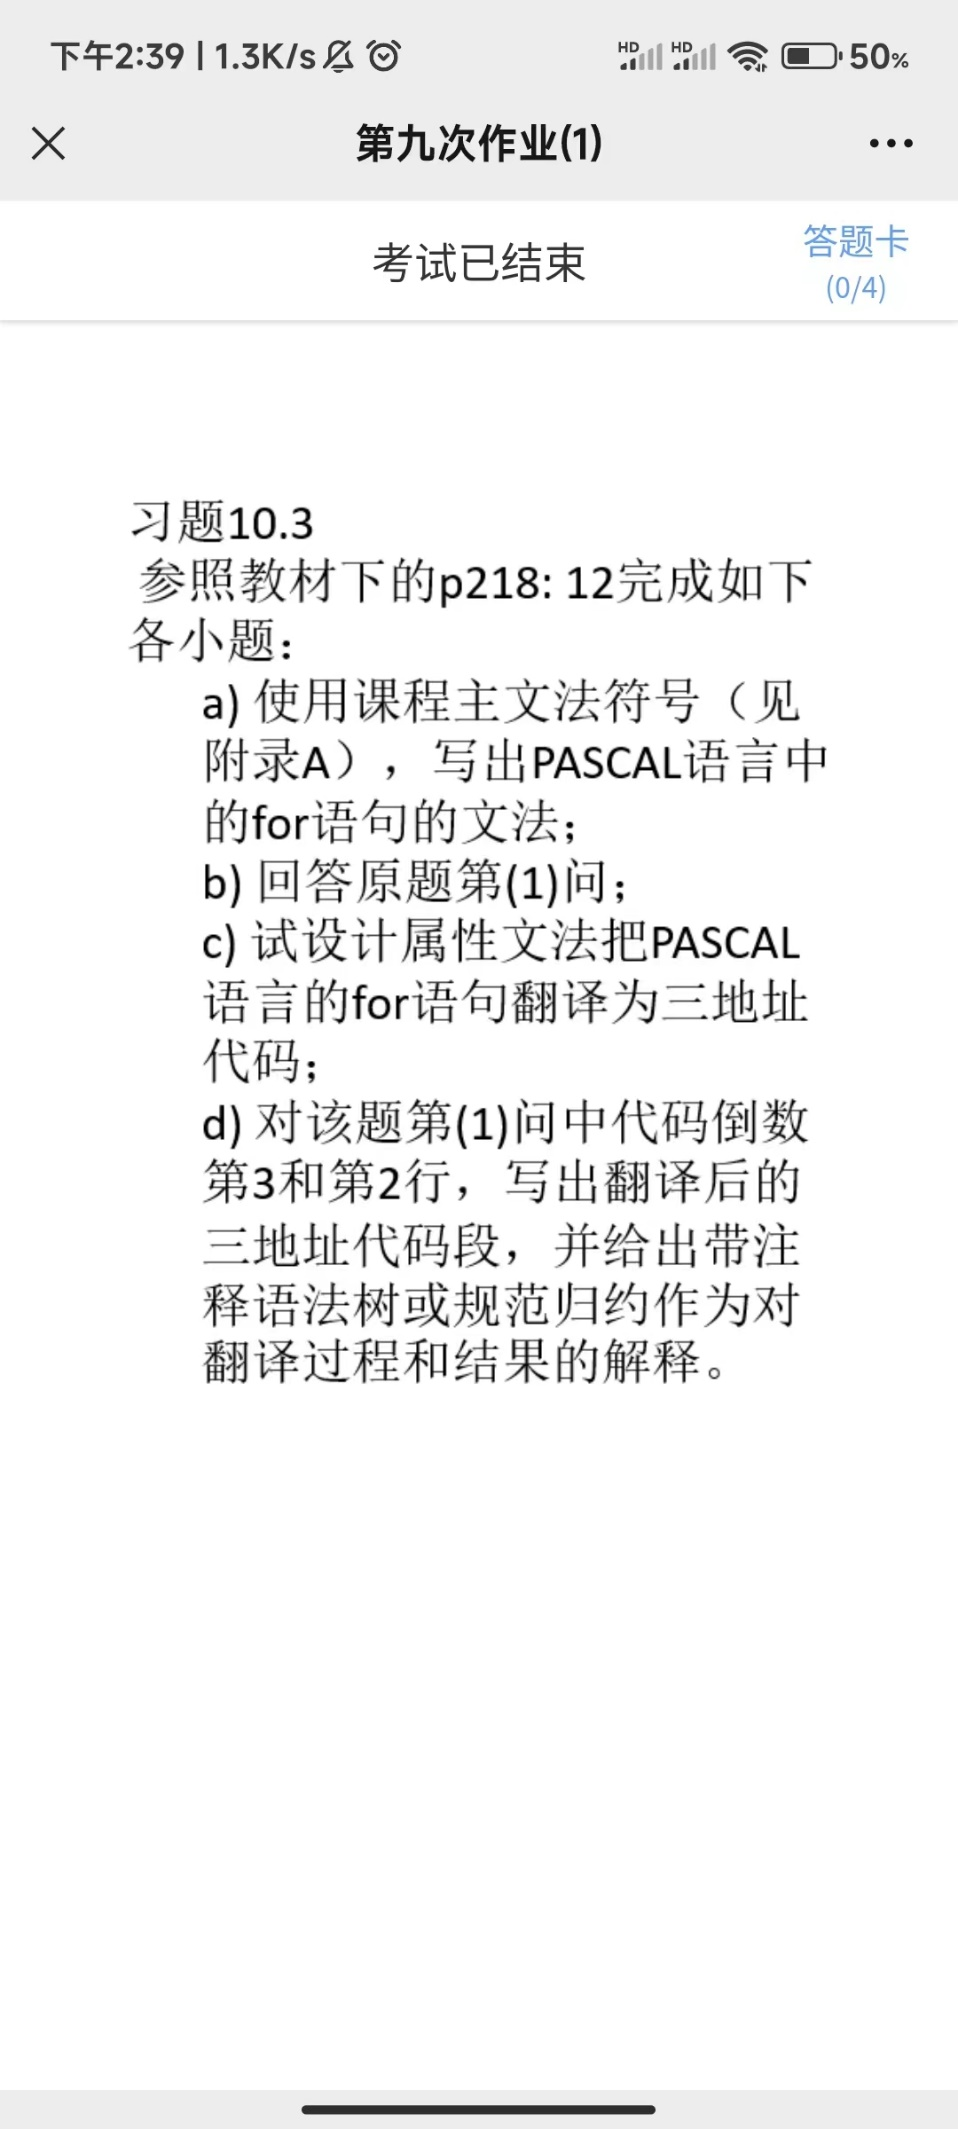 下午2:39 | 1.3K/s
HD HD 50%
第九次作业(1)
考试已结束
答题卡
(0/4)
习题10.3
参照教材下的p218: 12完成如下
各小题：
a) 使用课程主文法符号（见
附录A），写出PASCAL语言中
的for语句的文法；
b) 回答原题第(1)问；
c) 试设计属性文法把PASCAL
语言的for语句翻译为三地址
代码；
d) 对该题第(1)问中代码倒数
第3和第2行，写出翻译后的
三地址代码段，并给出带注
释语法树或规范归约作为对
翻译过程和结果的解释。